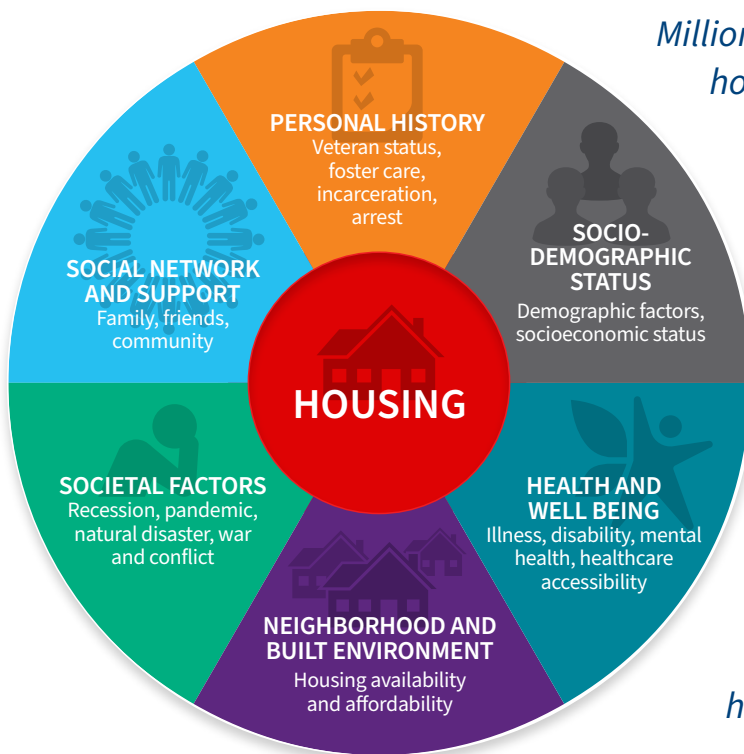 Million
ho
PERSONAL HISTORY
Veteran status,
foster care,
incarceration,
arrest
SOCIO-
DEMOGRAPHIC
STATUS
Demographic factors,
socioeconomic status
SOCIAL NETWORK
AND SUPPORT
Family, friends,
community
HOUSING
SOCIETAL FACTORS
Recession, pandemic,
natural disaster, war
and conflict
HEALTH AND
WELL BEING
Illness, disability, mental
health, healthcare
accessibility
NEIGHBORHOOD AND
BUILT ENVIRONMENT
Housing availability
and affordability
h